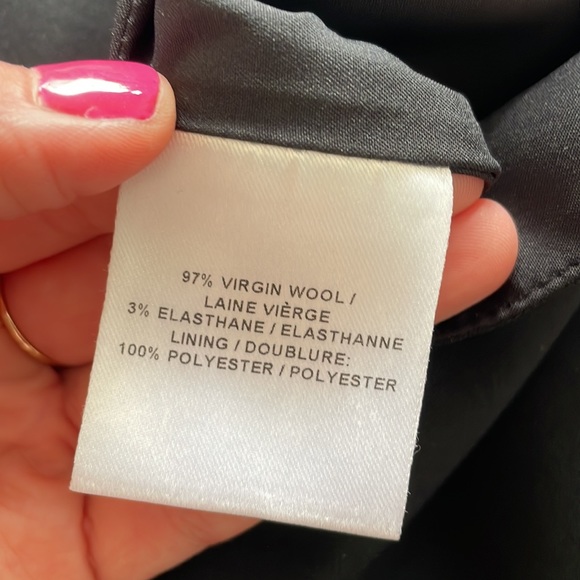 97% VIRGIN WOOL /
LAINE VIÈRGE
3% ELASTHANE / ELASTHANNE
LINING / DOUBLURE:
100% POLYESTER / POLYESTER